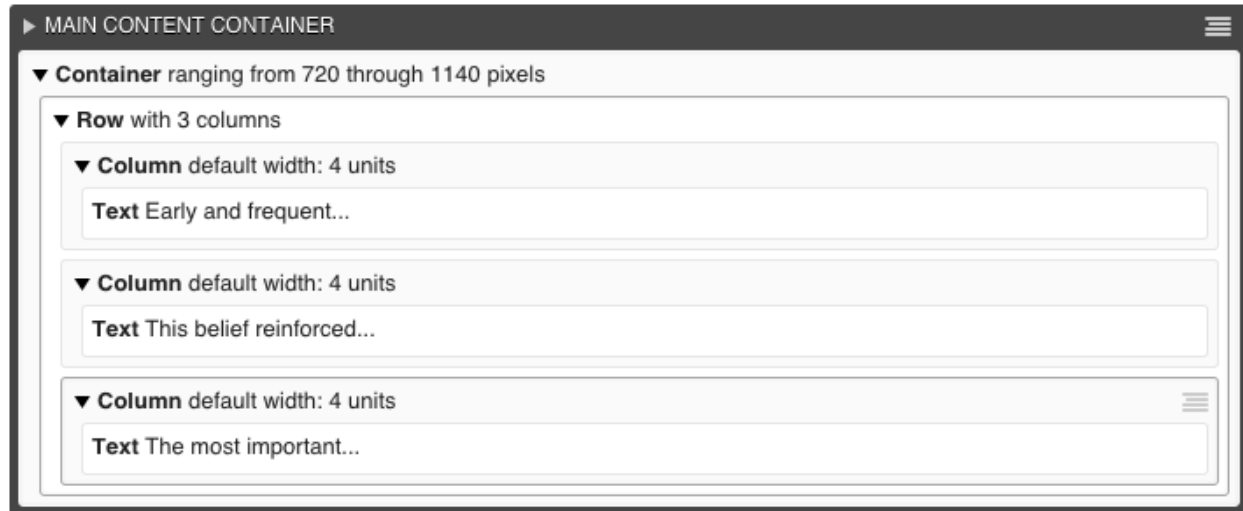 MAIN CONTENT CONTAINER
Container ranging from 720 through 1140 pixels
Row with 3 columns
Column default width: 4 units
Text Early and frequent...
Column default width: 4 units
Text This belief reinforced...
Column default width: 4 units
Text The most important...